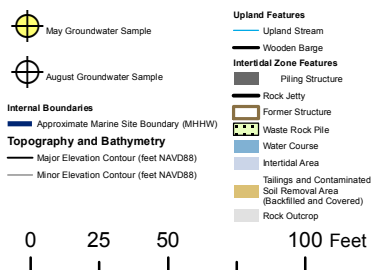 May Groundwater Sample
August Groundwater Sample
Internal Boundaries
Approximate Marine Site Boundary (MHHW)
Topography and Bathymetry
Major Elevation Contour (feet NAVD88)
Minor Elevation Contour (feet NAVD88)
Upland Features
Upland Stream
Wooden Barge
Intertidal Zone Features
Piling Structure
Rock Jetty
Former Structure
Waste Rock Pile
Water Course
Intertidal Area
Tailings and Contaminated
Soil Removal Area
(Backfilled and Covered)
Rock Outcrop
0 25 50 100 Feet